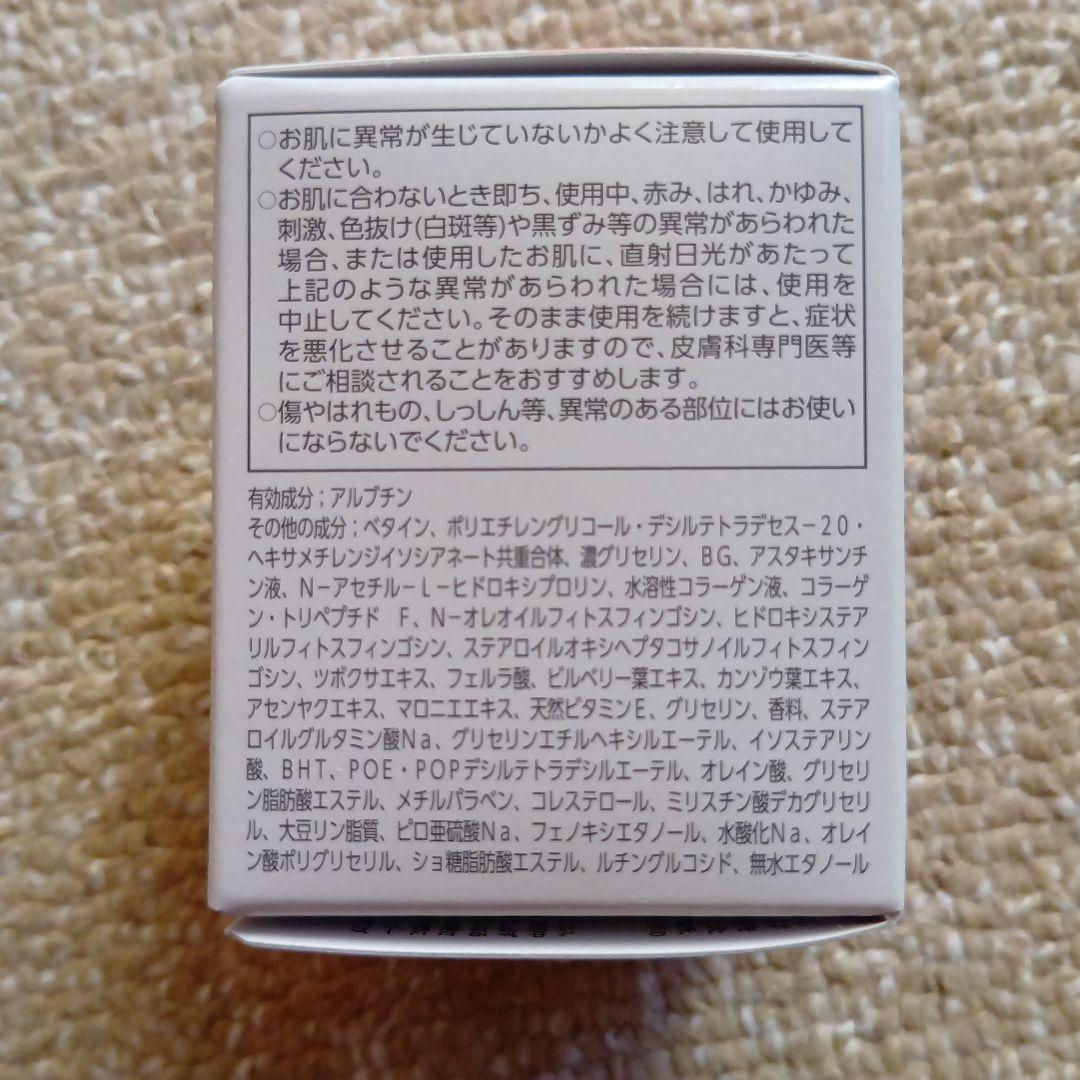 ○お肌に異常が生じていないかよく注意して使用して
ください。
○お肌に合わないとき即ち、使用中、赤み、はれ、かゆみ、
刺激、色抜け(白斑等)や黒ずみ等の異常があらわれた
場合、または使用したお肌に、直射日光があたって
上記のような異常があらわれた場合には、使用を
中止してください。そのまま使用を続けますと、症状
を悪化させることがありますので、皮膚科専門医等
にご相談されることをおすすめします。
○傷やはれもの、しっしん等、異常のある部位にはお使い
にならないでください。
有効成分；アルブチン
その他の成分；ベタイン、ポリエチレングリコール・デシルテトラデセス－２０・
ヘキサメチレンジイソシアネート共重合体、濃グリセリン、ＢＧ、アスタキサンチ
ン液、Ｎ－アセチル－Ｌ－ヒドロキシプロリン、水溶性コラーゲン液、コラーゲ
ン・トリペプチド　Ｆ、Ｎ－オレオイルフィトスフィンゴシン、ヒドロキシステア
リルフィトスフィンゴシン、ステアロイルオキシヘプタコサノイルフィトスフィン
ゴシン、ツボクサエキス、フェルラ酸、ビルベリー葉エキス、カンゾウ葉エキス、
アセンヤクエキス、マロニエエキス、天然ビタミンＥ、グリセリン、香料、ステア
ロイルグルタミン酸Ｎａ、グリセリンエチルヘキシルエーテル、イソステアリン
酸、ＢＨＴ、ＰＯＥ・ＰＯＰデシルテトラデシルエーテル、オレイン酸、グリセリ
ン脂肪酸エステル、メチルパラベン、コレステロール、ミリスチン酸デカグリセリ
ル、大豆リン脂質、ピロ亜硫酸Ｎａ、フェノキシエタノール、水酸化Ｎａ、オレイ
ン酸ポリグリセリル、ショ糖脂肪酸エステル、ルチングルコシド、無水エタノール